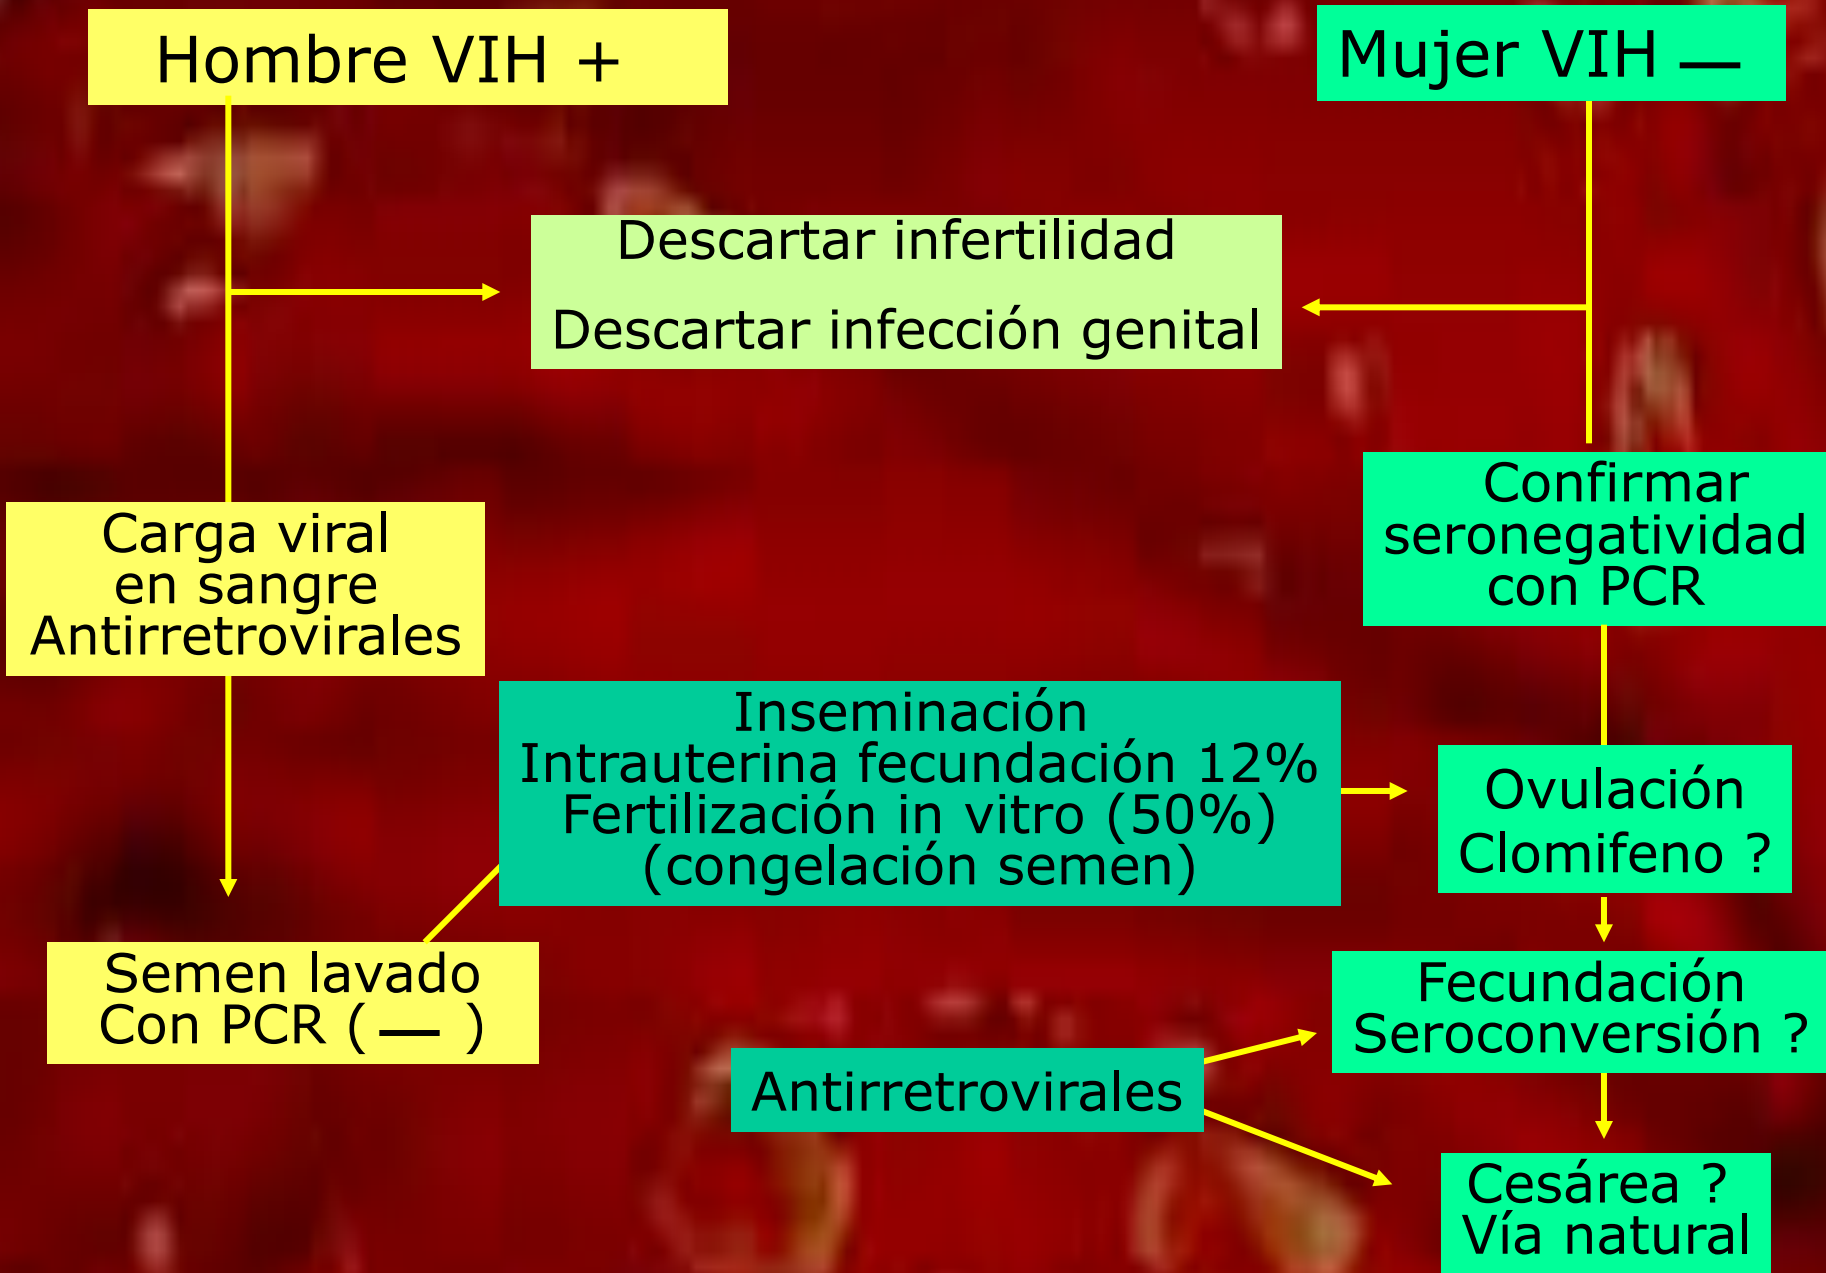 Hombre VIH +
Mujer VIH —
Descartar infertilidad
Descartar infección genital
Confirmar
seronegatividad
con PCR
Carga viral
en sangre
Antirretrovirales
Inseminación
Intrauterina fecundación 12%
Fertilización in vitro (50%)
(congelación semen)
Ovulación
Clomifeno ?
Semen lavado
Con PCR ( — )
Fecundación
Seroconversión ?
Antirretrovirales
Cesárea ?
Vía natural